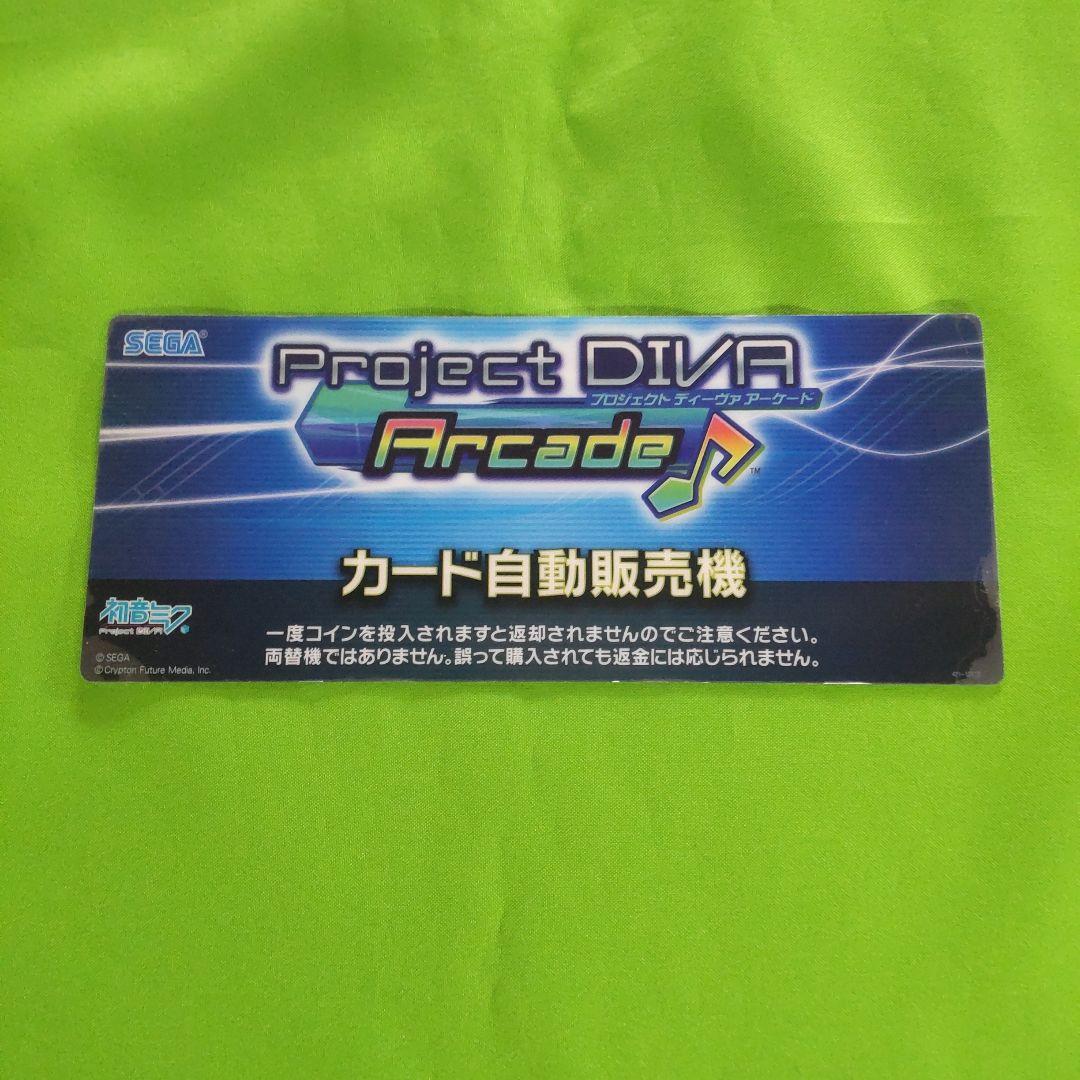 SEGA®
Project DIVA
プロジェクト ディーヴァ アーケード
Arcade
TM
カード自動販売機
初音ミク
Project DIVA
一度コインを投入されますと返却されませんのでご注意ください。
両替機ではありません。誤って購入されても返金には応じられません。
© SEGA
© Crypton Future Media, Inc.